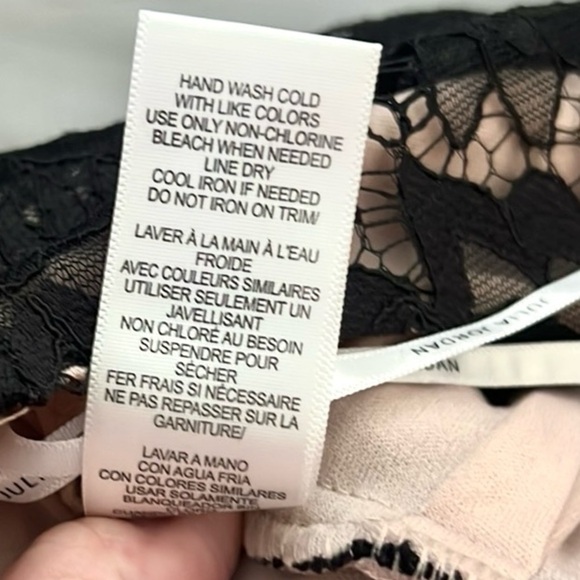 HAND WASH COLD
WITH LIKE COLORS
USE ONLY NON-CHLORINE
BLEACH WHEN NEEDED
LINE DRY
COOL IRON IF NEEDED
DO NOT IRON ON TRIM/
LAVER À LA MAIN À L'EAU
FROIDE
AVEC COULEURS SIMILAIRES
UTILISER SEULEMENT UN
JAVELLISANT
NON CHLORÉ AU BESOIN
SUSPENDRE POUR
SÉCHER
FER FRAIS SI NÉCESSAIRE
NE PAS REPASSER SUR LA
GARNITURE/
LAVAR A MANO
CON AGUA FRIA
CON COLORES SIMILARES
USAR SOLAMENTE
BLANQUEADOR
JULIA JORDAN